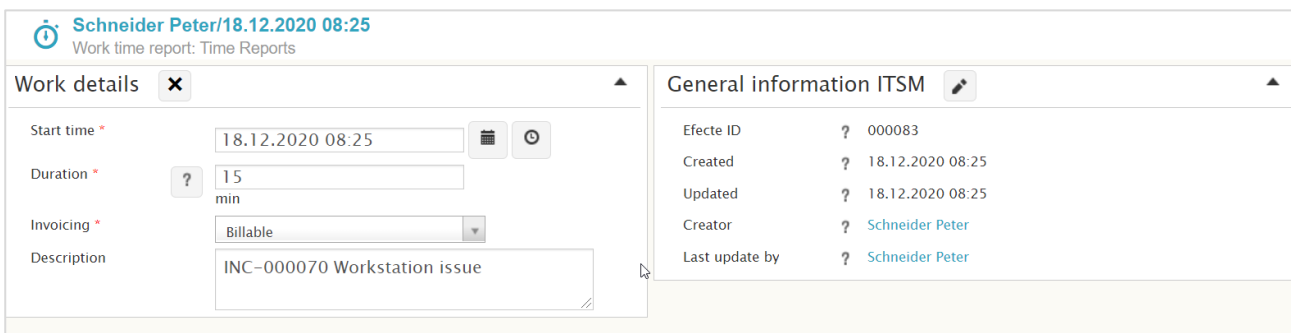 Schneider Peter/18.12.2020 08:25
Work time report: Time Reports
Work details
Start time *
18.12.2020 08:25
Duration *
?
15
min
Invoicing *
Billable
Description
INC-000070 Workstation issue
General information ITSM
Efecte ID ? 000083
Created ? 18.12.2020 08:25
Updated ? 18.12.2020 08:25
Creator ? Schneider Peter
Last update by ? Schneider Peter